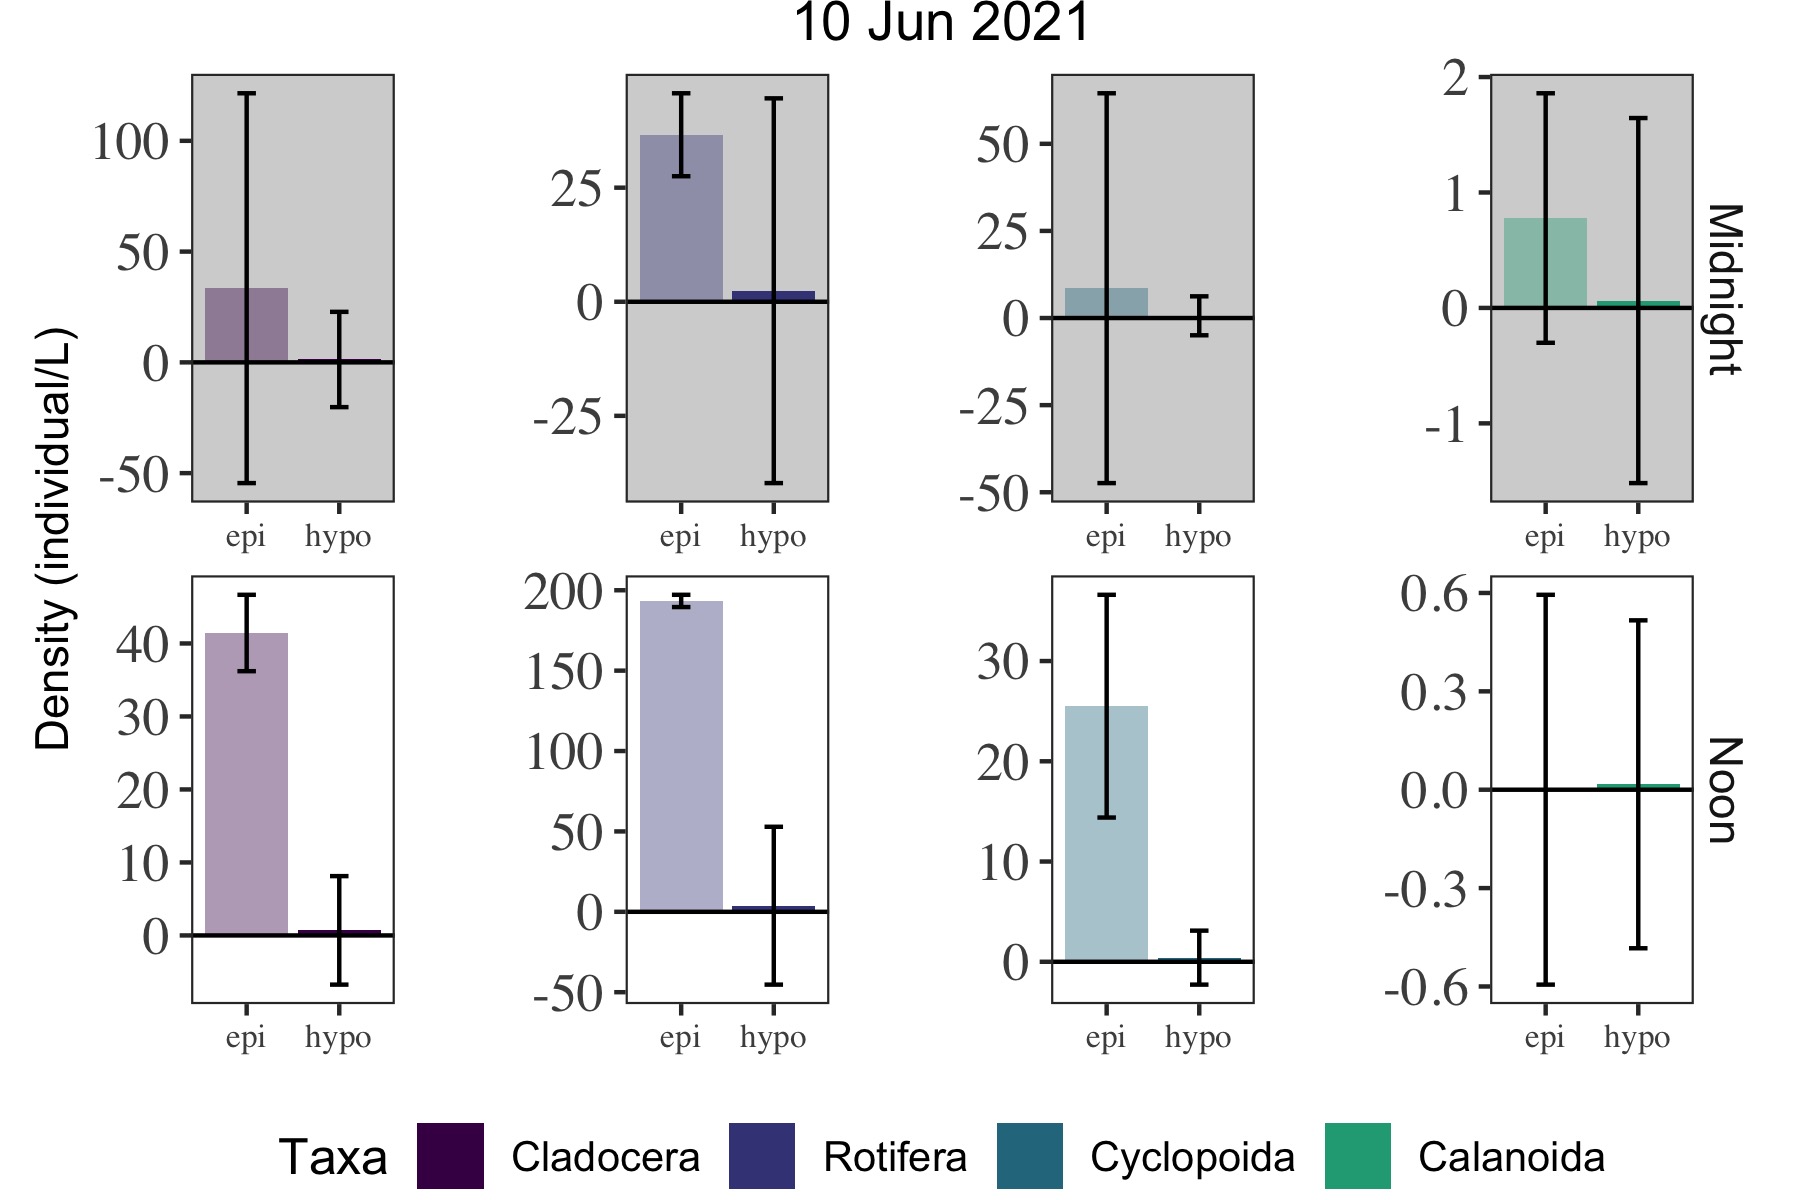 10 Jun 2021
Density (individual/L)
100
50
0
-50
epi hypo
25
0
-25
epi hypo
50
25
0
-25
-50
epi hypo
2
1
0
-1
epi hypo
Midnight
40
30
20
10
0
epi hypo
200
150
100
50
0
-50
epi hypo
30
20
10
0
epi hypo
0.6
0.3
0.0
-0.3
-0.6
epi hypo
Noon
Taxa Cladocera Rotifera Cyclopoida Calanoida